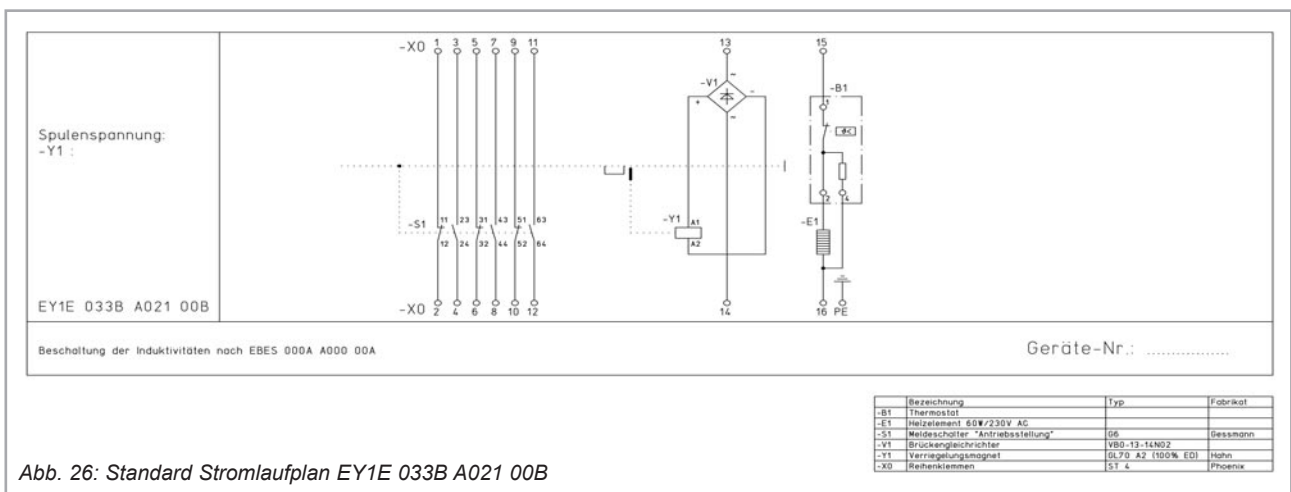 -X0 1 3 5 7 9 11 13 15
-V1 ~ + - ~
-B1
1
ϑ<
Spulenspannung:
-Y1 :
2 4
-S1 11 23 31 43 51 63
12 24 32 44 52 64
-Y1 A1
A2
-E1
EY1E 033B A021 00B
-X0 2 4 6 8 10 12 14 16 PE
Beschaltung der Induktivitäten nach EBES 000A A000 00A
Geräte-Nr.: .................
Bezeichnung Typ Fabrikat
-B1 Thermostat
-E1 Heizelement 60W/230V AC
-S1 Meldeschalter "Antriebsstellung" G6 Gessmann
-V1 Brückengleichrichter VB0-13-14N02
-Y1 Verriegelungsmagnet GL70 A2 (100% ED) Hahn
-X0 Reihenklemmen ST 4 Phoenix
Abb. 26: Standard Stromlaufplan EY1E 033B A021 00B